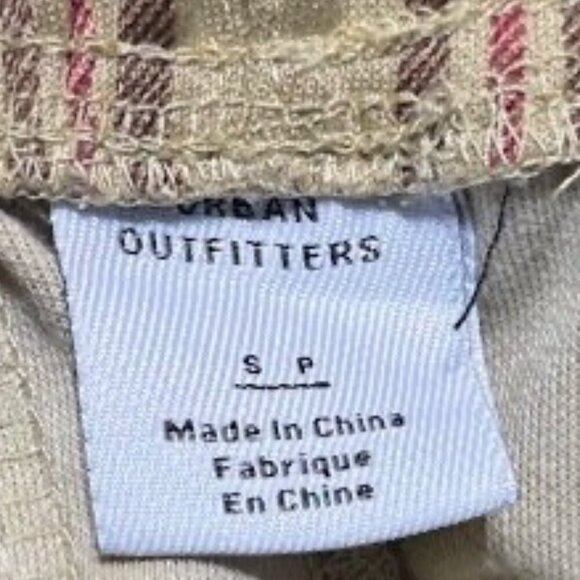 URBAN
OUTFITTERS
S P
Made In China
Fabrique
En Chine